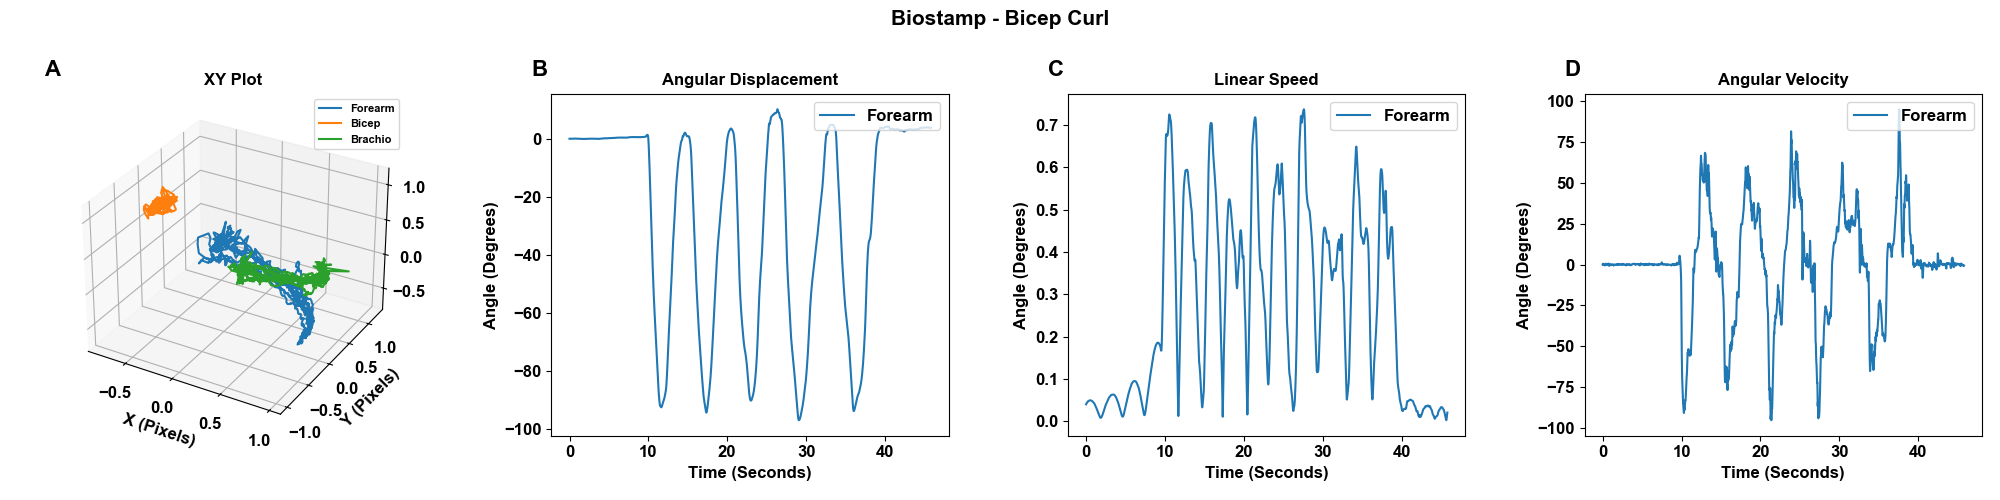 Biostamp - Bicep Curl
A
XY Plot
Forearm
Bicep
Brachio
1.0
0.5
0.0
−0.5
1.0
0.5
0.0
−0.5
−1.0
Y (Pixels)
−0.5
0.0
0.5
1.0
X (Pixels)
B
Angular Displacement
Forearm
0
−20
−40
−60
−80
−100
Angle (Degrees)
0 10 20 30 40
Time (Seconds)
C
Linear Speed
Forearm
0.7
0.6
0.5
0.4
0.3
0.2
0.1
0.0
Angle (Degrees)
0 10 20 30 40
Time (Seconds)
D
Angular Velocity
Forearm
100
75
50
25
0
−25
−50
−75
−100
Angle (Degrees)
0 10 20 30 40
Time (Seconds)